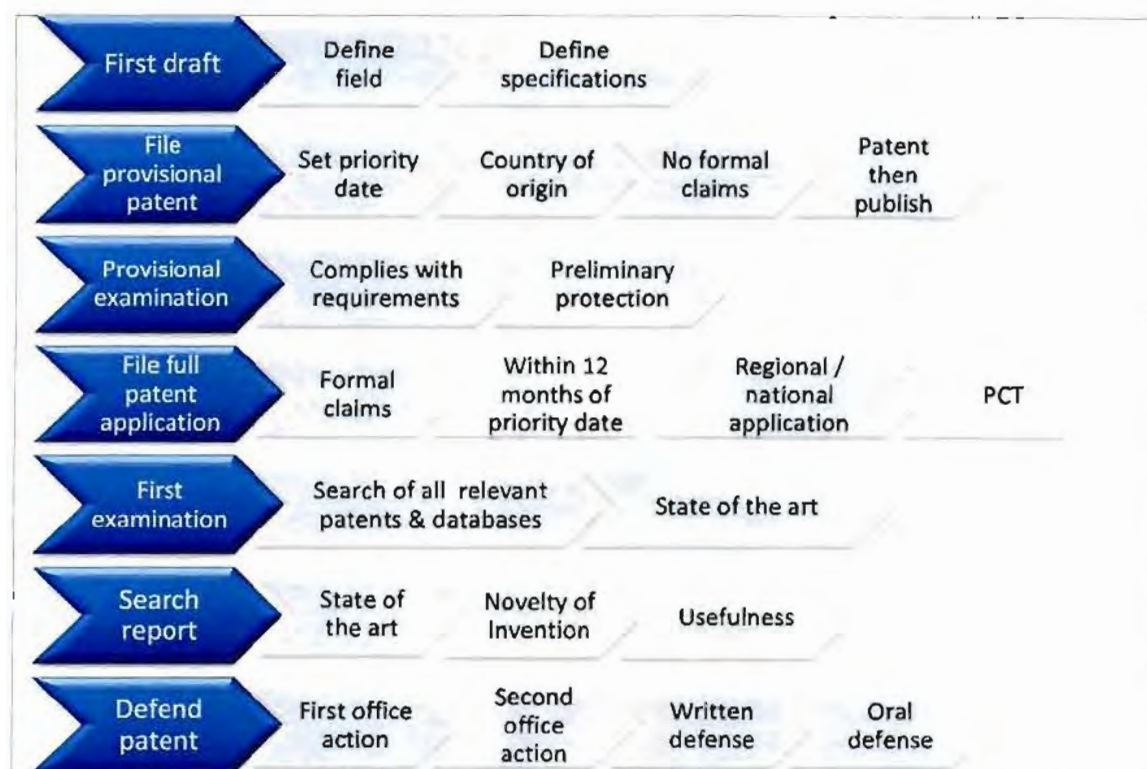 First draft
Define
field
Define
specifications
File
provisional
patent
Set priority
date
Country of
origin
No formal
claims
Patent
then
publish
Provisional
examination
Complies with
requirements
Preliminary
protection
File full
patent
application
Formal
claims
Within 12
months of
priority date
Regional /
national
application
PCT
First
examination
Search of all relevant
patents & databases
State of the art
Search
report
State of
the art
Novelty of
Invention
Usefulness
Defend
patent
First office
action
Second
office
action
Written
defense
Oral
defense